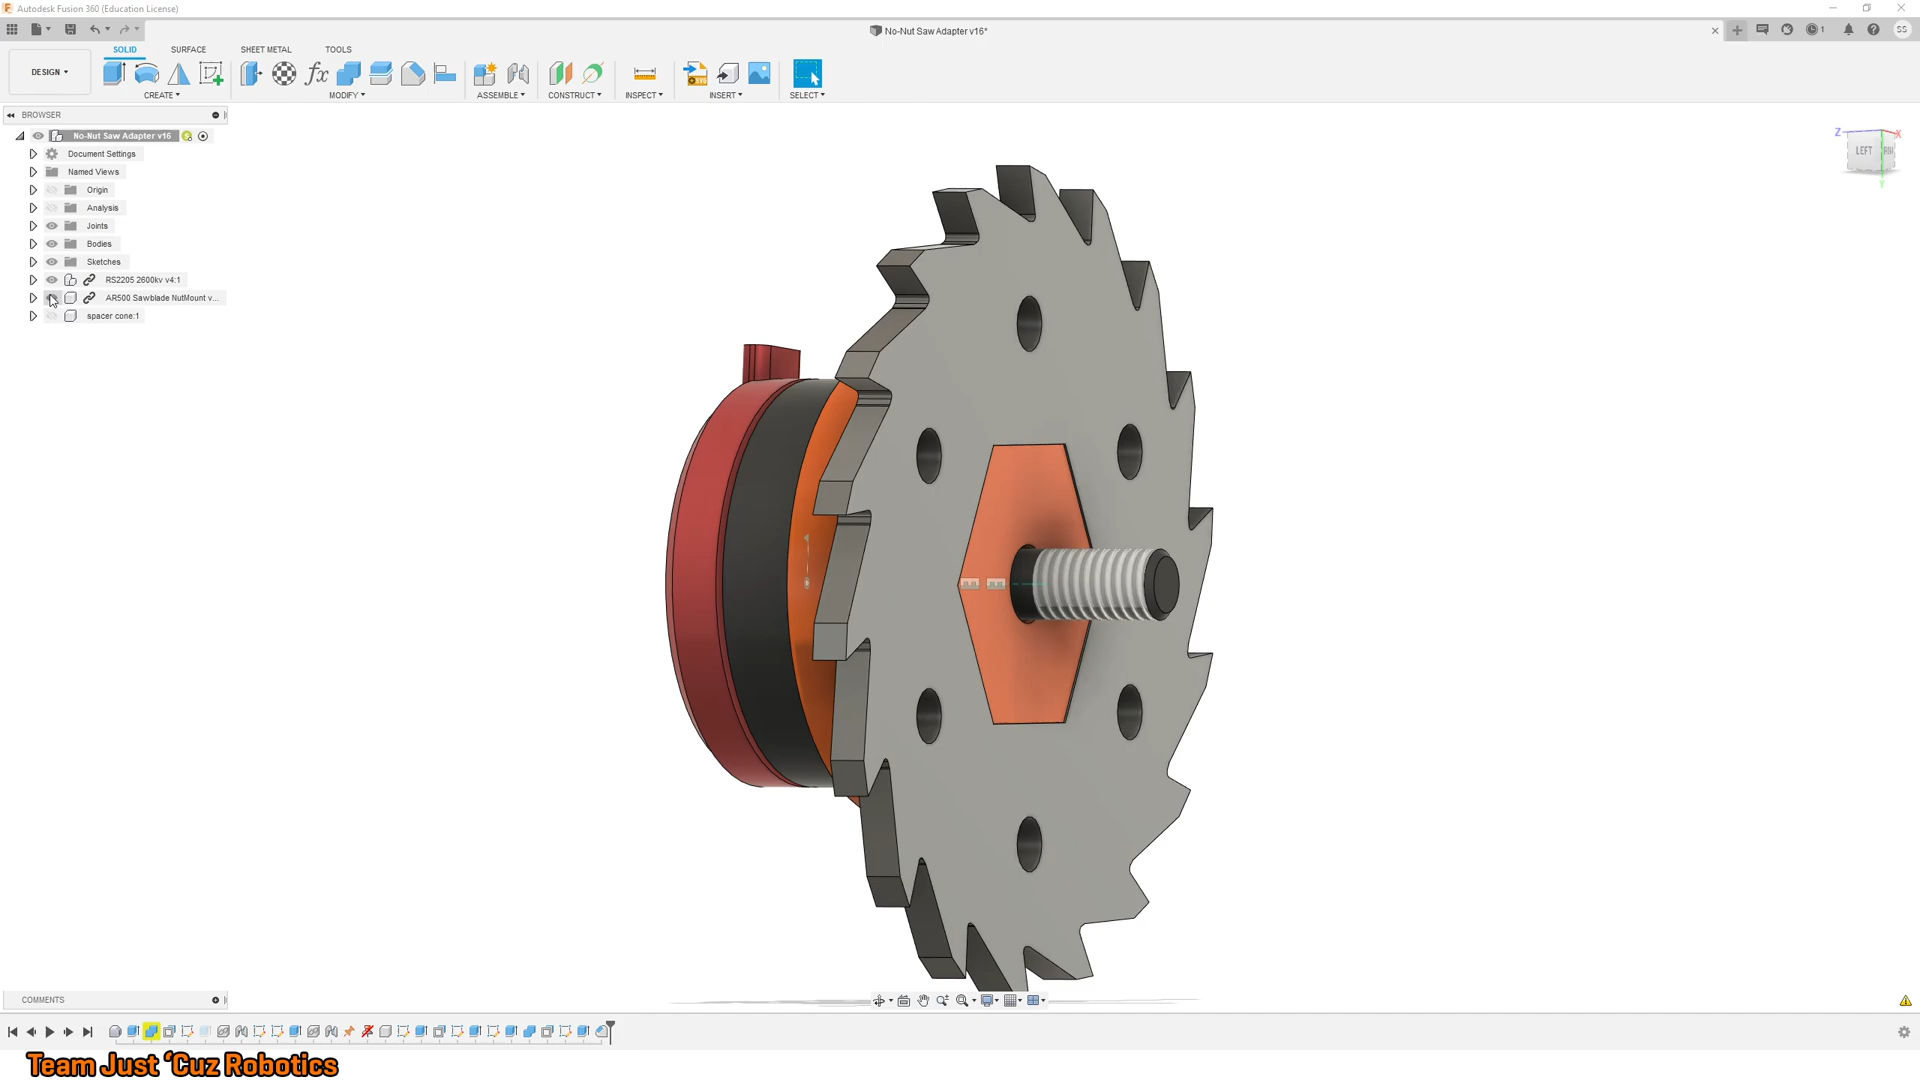 Autodesk Fusion 360 (Education License)
No-Nut Saw Adapter v16*
1
SS
DESIGN
SOLID SURFACE SHEET METAL TOOLS
CREATE MODIFY ASSEMBLE CONSTRUCT INSPECT INSERT SELECT
BROWSER
No-Nut Saw Adapter v16
Document Settings
Named Views
Origin
Analysis
Joints
Bodies
Sketches
RS2205 2600kv v4:1
AR500 Sawblade NutMount v...
spacer cone:1
Z
X
LEFT
Y
COMMENTS
Team Just ‘Cuz Robotics